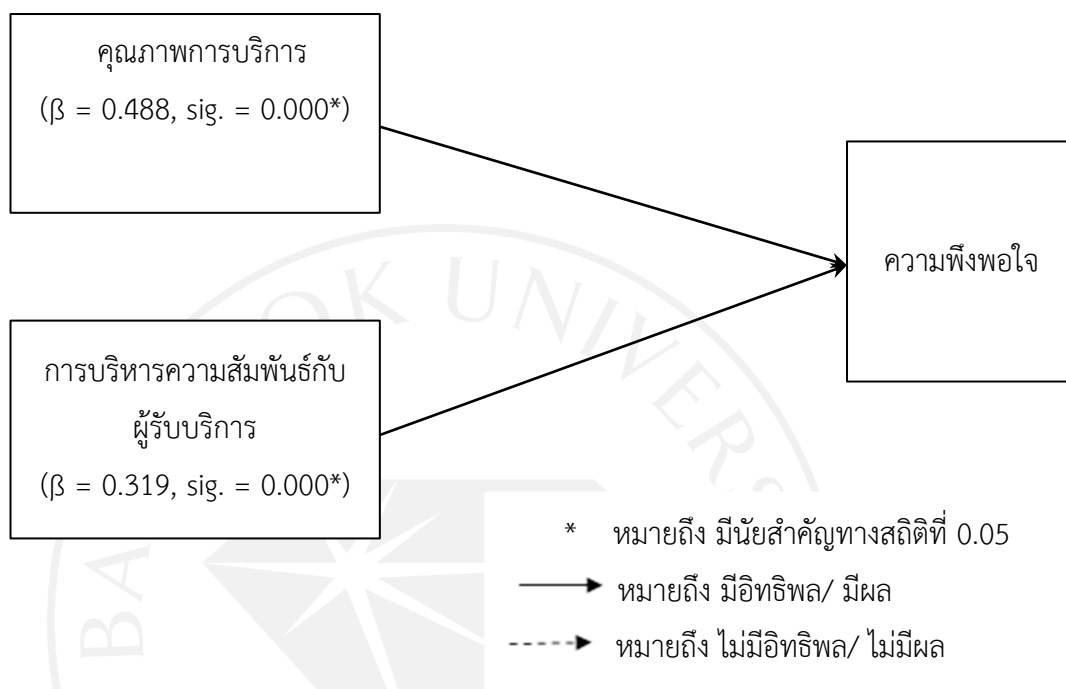 คุณภาพการบริการ
(β = 0.488, sig. = 0.000*)
ความพึงพอใจ
การบริหารความสัมพันธ์กับ
ผู้รับบริการ
(β = 0.319, sig. = 0.000*)
* หมายถึง มีนัยสำคัญทางสถิติที่ 0.05
หมายถึง มีอิทธิพล/ มีผล
หมายถึง ไม่มีอิทธิพล/ ไม่มีผล
BA OK UNIVERS